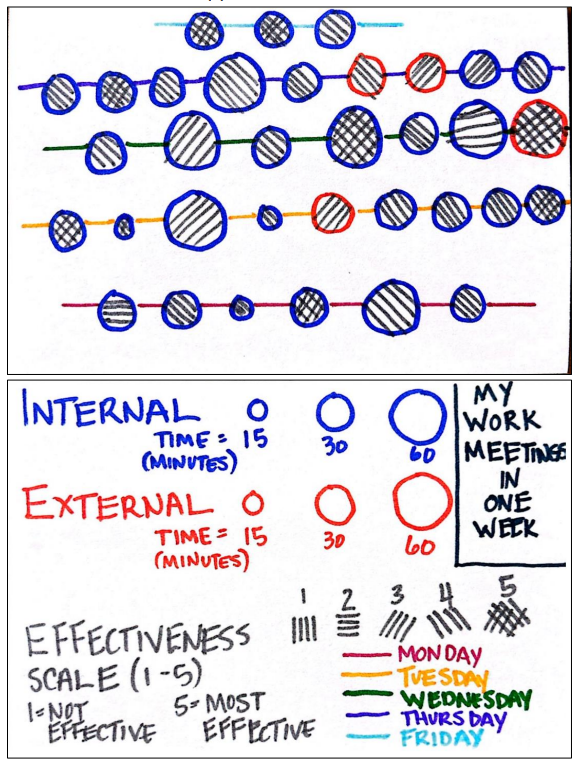 INTERNAL
TIME = 15 30 60
(MINUTES)
EXTERNAL
TIME = 15 30 60
(MINUTES)
MY
WORK
MEETINGS
IN
ONE
WEEK
1 2 3 4 5
EFFECTIVENESS
SCALE (1-5)
1=NOT
EFFECTIVE
5=MOST
EFFECTIVE
MONDAY
TUESDAY
WEDNESDAY
THURSDAY
FRIDAY